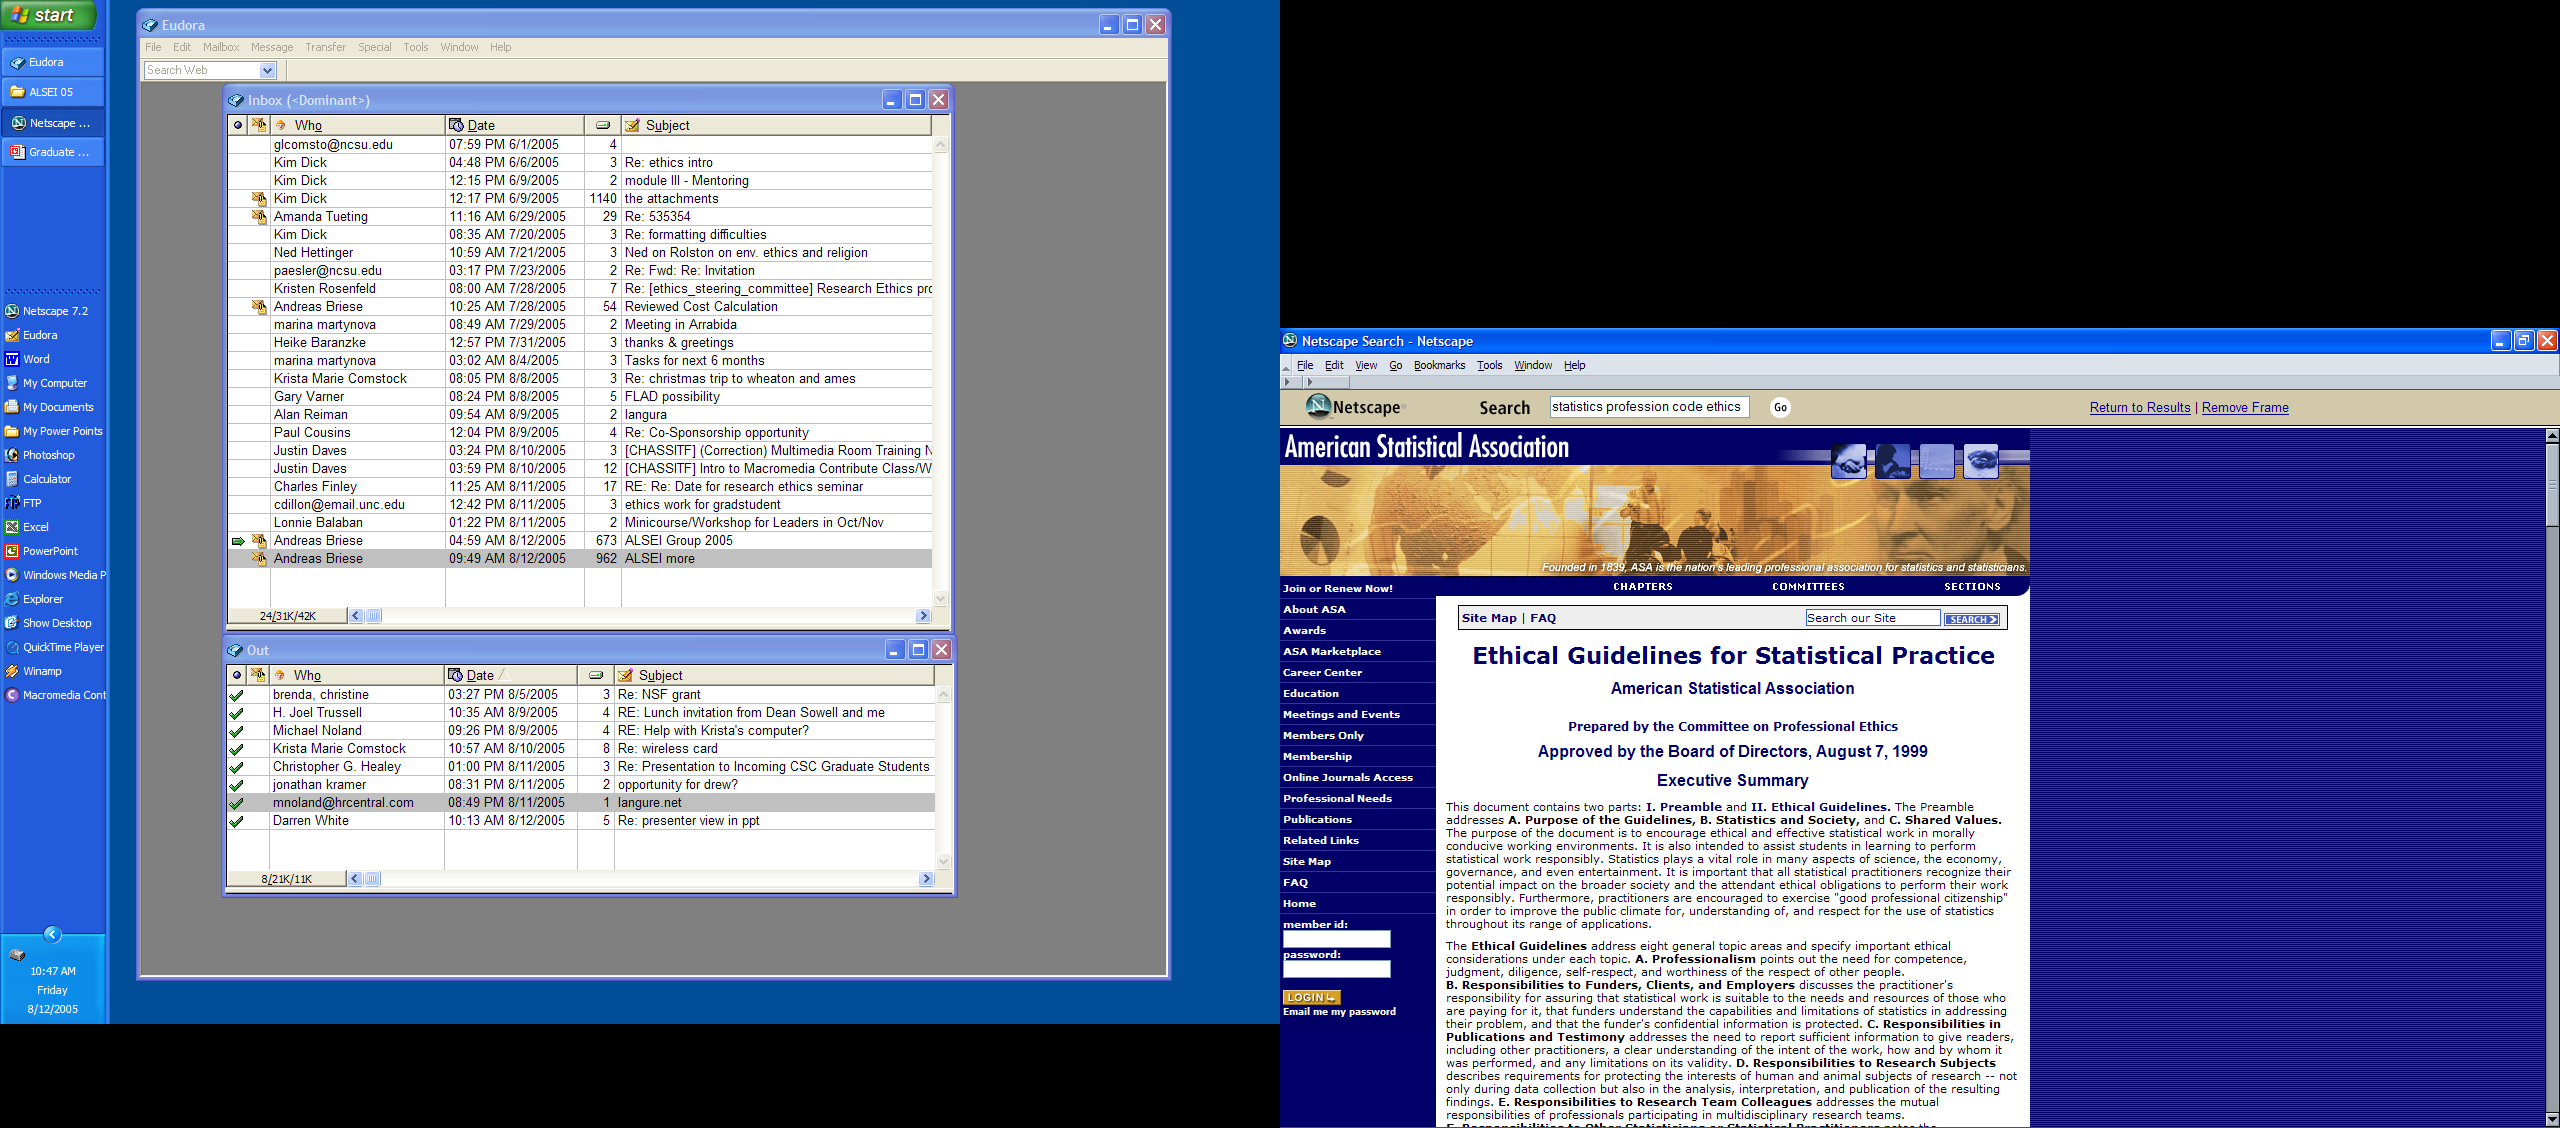 start
Eudora
ALSEI 05
Netscape ...
Graduate ...
Netscape 7.2
Eudora
Word
My Computer
My Documents
My Power Points
Photoshop
Calculator
FTP
Excel
PowerPoint
Windows Media P
Explorer
Show Desktop
QuickTime Player
Winamp
Macromedia Cont
10:47 AM
Friday
8/12/2005
Eudora
File Edit Mailbox Message Transfer Special Tools Window Help
Search Web
Inbox (<Dominant>)
Who Date Subject
glcomsto@ncsu.edu 07:59 PM 6/1/2005 4
Kim Dick 04:48 PM 6/6/2005 3 Re: ethics intro
Kim Dick 12:15 PM 6/9/2005 2 module III - Mentoring
Kim Dick 12:17 PM 6/9/2005 1140 the attachments
Amanda Tueting 11:16 AM 6/29/2005 29 Re: 535354
Kim Dick 08:35 AM 7/20/2005 3 Re: formatting difficulties
Ned Hettinger 10:59 AM 7/21/2005 3 Ned on Rolston on env. ethics and religion
paesler@ncsu.edu 03:17 PM 7/23/2005 2 Re: Fwd: Re: Invitation
Kristen Rosenfeld 08:00 AM 7/28/2005 7 Re: [ethics_steering_committee] Research Ethics pro
Andreas Briese 10:25 AM 7/28/2005 54 Reviewed Cost Calculation
marina martynova 08:49 AM 7/29/2005 2 Meeting in Arrabida
Heike Baranzke 12:57 PM 7/31/2005 3 thanks & greetings
marina martynova 03:02 AM 8/4/2005 3 Tasks for next 6 months
Krista Marie Comstock 08:05 PM 8/8/2005 3 Re: christmas trip to wheaton and ames
Gary Varner 08:24 PM 8/8/2005 5 FLAD possibility
Alan Reiman 09:54 AM 8/9/2005 2 langura
Paul Cousins 12:04 PM 8/9/2005 4 Re: Co-Sponsorship opportunity
Justin Daves 03:24 PM 8/10/2005 3 [CHASSITF] (Correction) Multimedia Room Training N
Justin Daves 03:59 PM 8/10/2005 12 [CHASSITF] Intro to Macromedia Contribute Class/W
Charles Finley 11:25 AM 8/11/2005 17 RE: Re: Date for research ethics seminar
cdillon@email.unc.edu 12:42 PM 8/11/2005 3 ethics work for gradstudent
Lonnie Balaban 01:22 PM 8/11/2005 2 Minicourse/Workshop for Leaders in Oct/Nov
Andreas Briese 04:59 AM 8/12/2005 673 ALSEI Group 2005
Andreas Briese 09:49 AM 8/12/2005 962 ALSEI more
24/31K/42K
Out
Who Date Subject
brenda, christine 03:27 PM 8/5/2005 3 Re: NSF grant
H. Joel Trussell 10:35 AM 8/9/2005 4 RE: Lunch invitation from Dean Sowell and me
Michael Noland 09:26 PM 8/9/2005 4 RE: Help with Krista's computer?
Krista Marie Comstock 10:57 AM 8/10/2005 8 Re: wireless card
Christopher G. Healey 01:00 PM 8/11/2005 3 Re: Presentation to Incoming CSC Graduate Students
jonathan kramer 08:31 PM 8/11/2005 2 opportunity for drew?
mnoland@hrcentral.com 08:49 PM 8/11/2005 1 langure.net
Darren White 10:13 AM 8/12/2005 5 Re: presenter view in ppt
8/21K/11K
Netscape Search - Netscape
File Edit View Go Bookmarks Tools Window Help
Netscape Search statistics profession code ethics Go Return to Results | Remove Frame
American Statistical Association
Founded in 1839, ASA is the nation's leading professional association for statistics and statisticians.
CHAPTERS COMMITTEES SECTIONS
Join or Renew Now!
About ASA
Awards
ASA Marketplace
Career Center
Education
Meetings and Events
Members Only
Membership
Online Journals Access
Professional Needs
Publications
Related Links
Site Map
FAQ
Home
member id:
password:
LOGIN
Email me my password
Site Map | FAQ Search our Site SEARCH
Ethical Guidelines for Statistical Practice
American Statistical Association
Prepared by the Committee on Professional Ethics
Approved by the Board of Directors, August 7, 1999
Executive Summary
This document contains two parts: I. Preamble and II. Ethical Guidelines. The Preamble
addresses A. Purpose of the Guidelines, B. Statistics and Society, and C. Shared Values.
The purpose of the document is to encourage ethical and effective statistical work in morally
conducive working environments. It is also intended to assist students in learning to perform
statistical work responsibly. Statistics plays a vital role in many aspects of science, the economy,
governance, and even entertainment. It is important that all statistical practitioners recognize their
potential impact on the broader society and the attendant ethical obligations to perform their work
responsibly. Furthermore, practitioners are encouraged to exercise "good professional citizenship"
in order to improve the public climate for, understanding of, and respect for the use of statistics
throughout its range of applications.
The Ethical Guidelines address eight general topic areas and specify important ethical
considerations under each topic. A. Professionalism points out the need for competence,
judgment, diligence, self-respect, and worthiness of the respect of other people.
B. Responsibilities to Funders, Clients, and Employers discusses the practitioner's
responsibility for assuring that statistical work is suitable to the needs and resources of those who
are paying for it, that funders understand the capabilities and limitations of statistics in addressing
their problem, and that the funder's confidential information is protected. C. Responsibilities in
Publications and Testimony addresses the need to report sufficient information to give readers,
including other practitioners, a clear understanding of the intent of the work, how and by whom it
was performed, and any limitations on its validity. D. Responsibilities to Research Subjects
describes requirements for protecting the interests of human and animal subjects of research -- not
only during data collection but also in the analysis, interpretation, and publication of the resulting
findings. E. Responsibilities to Research Team Colleagues addresses the mutual
responsibilities of professionals participating in multidisciplinary research teams.